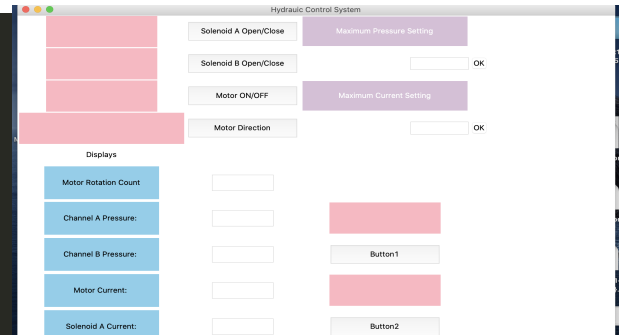 Hydrauic Control System
Solenoid A Open/Close
Maximum Pressure Setting
Solenoid B Open/Close
OK
Motor ON/OFF
Maximum Current Setting
Motor Direction
OK
Displays
Motor Rotation Count
Channel A Pressure:
Channel B Pressure:
Button1
Motor Current:
Solenoid A Current:
Button2